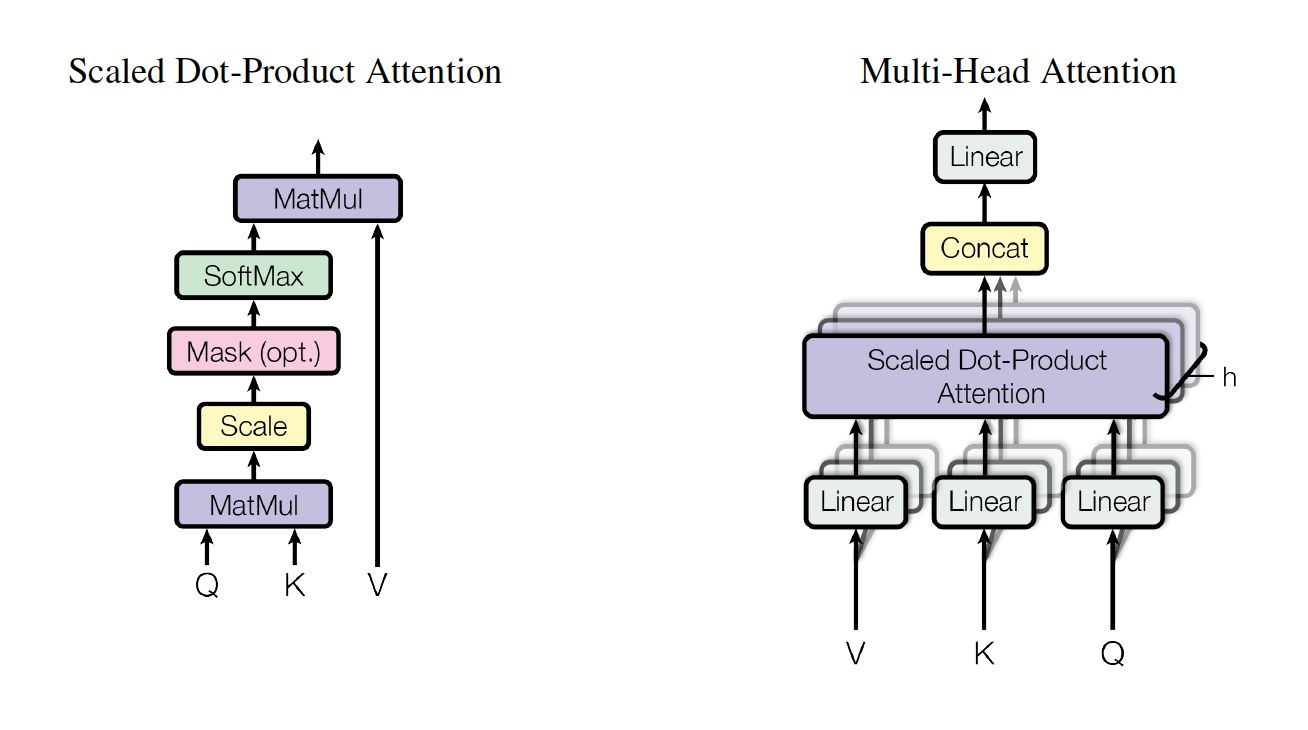 Scaled Dot-Product Attention
MatMul
SoftMax
Mask (opt.)
Scale
MatMul
Q K V
Multi-Head Attention
Linear
Concat
Scaled Dot-Product
Attention
h
Linear Linear Linear
V K Q